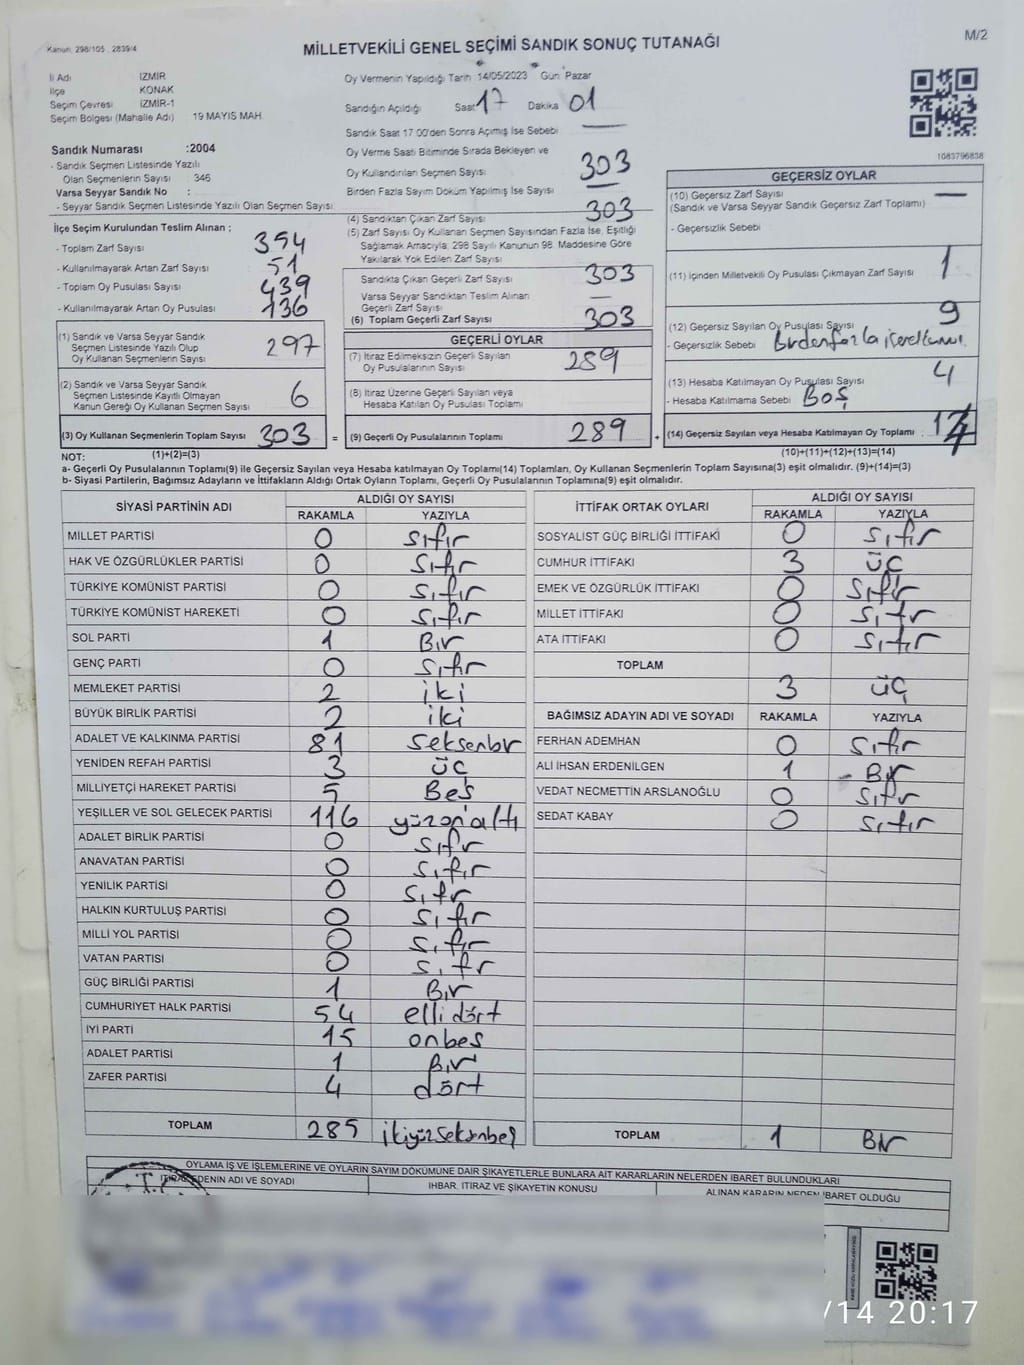 Kanun: 298/105 , 2839/4
MİLLETVEKİLİ GENEL SEÇİMİ SANDIK SONUÇ TUTANAĞI
M/2
İl Adı İZMİR
İlçe KONAK
Seçim Çevresi İZMİR-1
Seçim Bölgesi (Mahalle Adı) 19 MAYIS MAH.
Oy Vermenin Yapıldığı Tarih 14/05/2023 Gün Pazar
Sandığın Açıldığı Saat 17 Dakika 01
Sandık Saat 17:00'den Sonra Açılmış İse Sebebi —
Sandık Numarası :2004
- Sandık Seçmen Listesinde Yazılı
Olan Seçmenlerin Sayısı : 346
Varsa Seyyar Sandık No :
- Seyyar Sandık Seçmen Listesinde Yazılı Olan Seçmen Sayısı:
Oy Verme Saati Bitiminde Sırada Bekleyen ve
Oy Kullandırılan Seçmen Sayısı 303
Birden Fazla Sayım Döküm Yapılmış İse Sayısı —
1083796838
İlçe Seçim Kurulundan Teslim Alınan ;
- Toplam Zarf Sayısı 354
- Kullanılmayarak Artan Zarf Sayısı 51
- Toplam Oy Pusulası Sayısı 439
- Kullanılmayarak Artan Oy Pusulası 136
(4) Sandıktan Çıkan Zarf Sayısı 303
(5) Zarf Sayısı Oy Kullanan Seçmen Sayısından Fazla İse, Eşitliği
Sağlamak Amacıyla, 298 Sayılı Kanunun 98. Maddesine Göre
Yakılarak Yok Edilen Zarf Sayısı
Sandıkta Çıkan Geçerli Zarf Sayısı 303
Varsa Seyyar Sandıktan Teslim Alınan
Geçerli Zarf Sayısı —
(6) Toplam Geçerli Zarf Sayısı 303
GEÇERSİZ OYLAR
(10) Geçersiz Zarf Sayısı —
(Sandık ve Varsa Seyyar Sandık Geçersiz Zarf Toplamı)
- Geçersizlik Sebebi
(11) İçinden Milletvekili Oy Pusulası Çıkmayan Zarf Sayısı 1
(12) Geçersiz Sayılan Oy Pusulası Sayısı 9
- Geçersizlik Sebebi
(13) Hesaba Katılmayan Oy Pusulası Sayısı 4
- Hesaba Katılmama Sebebi BOŞ
(14) Geçersiz Sayılan veya Hesaba Katılmayan Oy Toplamı
(10)+(11)+(12)+(13)=(14)
(1) Sandık ve Varsa Seyyar Sandık
Seçmen Listesinde Yazılı Olup
Oy Kullanan Seçmenlerin Sayısı 297
(2) Sandık ve Varsa Seyyar Sandık
Seçmen Listesinde Kayıtlı Olmayan
Kanun Gereği Oy Kullanan Seçmen Sayısı 6
(3) Oy Kullanan Seçmenlerin Toplam Sayısı 303 =
(1)+(2)=(3)
GEÇERLİ OYLAR
(7) İtiraz Edilmeksizin Geçerli Sayılan
Oy Pusulalarının Sayısı 289
(8) İtiraz Üzerine Geçerli Sayılan veya
Hesaba Katılan Oy Pusulası Toplamı
(9) Geçerli Oy Pusulalarının Toplamı 289 +
NOT:
a- Geçerli Oy Pusulalarının Toplamı(9) ile Geçersiz Sayılan veya Hesaba katılmayan Oy Toplamı(14) Toplamları, Oy Kullanan Seçmenlerin Toplam Sayısına(3) eşit olmalıdır. (9)+(14)=(3)
b- Siyasi Partilerin, Bağımsız Adayların ve İttifakların Aldığı Ortak Oyların Toplamı, Geçerli Oy Pusulalarının Toplamına(9) eşit olmalıdır.
SİYASİ PARTİNİN ADI ALDIĞI OY SAYISI
RAKAMLA YAZIYLA
MİLLET PARTİSİ 0 sıfır
HAK VE ÖZGÜRLÜKLER PARTİSİ 0 sıfır
TÜRKİYE KOMÜNİST PARTİSİ 0 sıfır
TÜRKİYE KOMÜNİST HAREKETİ 0 sıfır
SOL PARTİ 1 Bir
GENÇ PARTİ 0 sıfır
MEMLEKET PARTİSİ 2 iki
BÜYÜK BİRLİK PARTİSİ 2 iki
ADALET VE KALKINMA PARTİSİ 81 seksenbir
YENİDEN REFAH PARTİSİ 3 üç
MİLLİYETÇİ HAREKET PARTİSİ 5 Beş
YEŞİLLER VE SOL GELECEK PARTİSİ 116 yüzonaltı
ADALET BİRLİK PARTİSİ 0 sıfır
ANAVATAN PARTİSİ 0 sıfır
YENİLİK PARTİSİ 0 sıfır
HALKIN KURTULUŞ PARTİSİ 0 sıfır
MİLLİ YOL PARTİSİ 0 sıfır
VATAN PARTİSİ 0 sıfır
GÜÇ BİRLİĞİ PARTİSİ 1 Bir
CUMHURİYET HALK PARTİSİ 54 elli dört
İYİ PARTİ 15 onbeş
ADALET PARTİSİ 1 Bir
ZAFER PARTİSİ 4 dört
TOPLAM 285 ikiyüzseksenbeş
İTTİFAK ORTAK OYLARI ALDIĞI OY SAYISI
RAKAMLA YAZIYLA
SOSYALİST GÜÇ BİRLİĞİ İTTİFAKI 0 sıfır
CUMHUR İTTİFAKI 3 üç
EMEK VE ÖZGÜRLÜK İTTİFAKI 0 sıfır
MİLLET İTTİFAKI 0 sıfır
ATA İTTİFAKI 0 sıfır
TOPLAM
3 üç
BAĞIMSIZ ADAYIN ADI VE SOYADI RAKAMLA YAZIYLA
FERHAN ADEMHAN 0 sıfır
ALİ İHSAN ERDENİLGEN 1 - Bir
VEDAT NECMETTİN ARSLANOĞLU 0 sıfır
SEDAT KABAY 0 sıfır
TOPLAM 1 Bir
OYLAMA İŞ VE İŞLEMLERİNE VE OYLARIN SAYIM DÖKÜMÜNE DAİR ŞİKAYETLERLE BUNLARA AİT KARARLARIN NELERDEN İBARET BULUNDUKLARI
İTİRAZ EDENİN ADI VE SOYADI İHBAR, İTİRAZ VE ŞİKAYETİN KONUSU ALINAN KARARIN NEDEN İBARET OLDUĞU
T.C.
/14 20:17